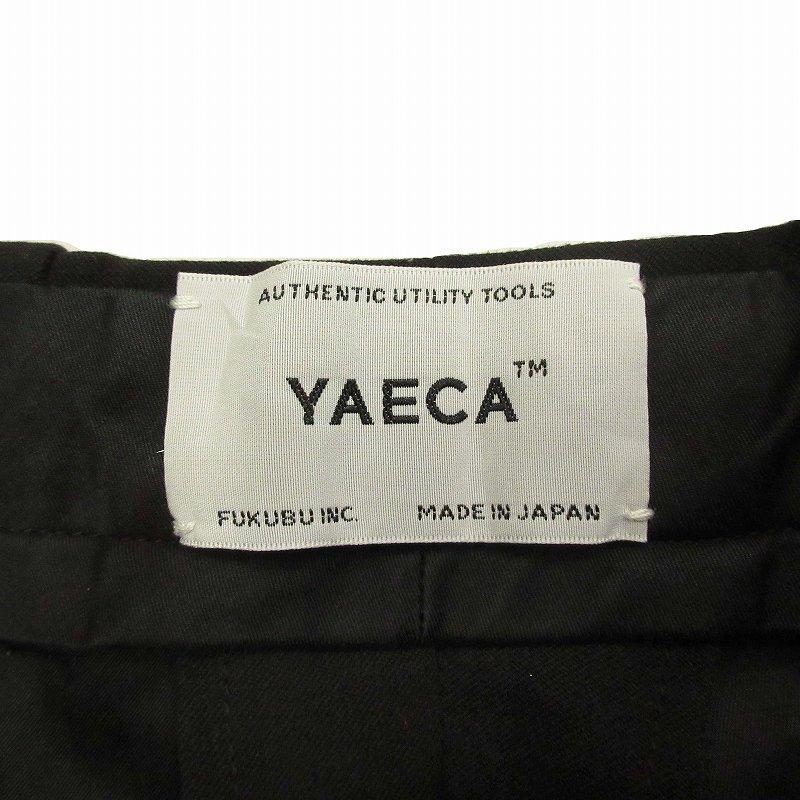 AUTHENTIC UTILITY TOOLS
YAECA™
FUKUBU INC. MADE IN JAPAN